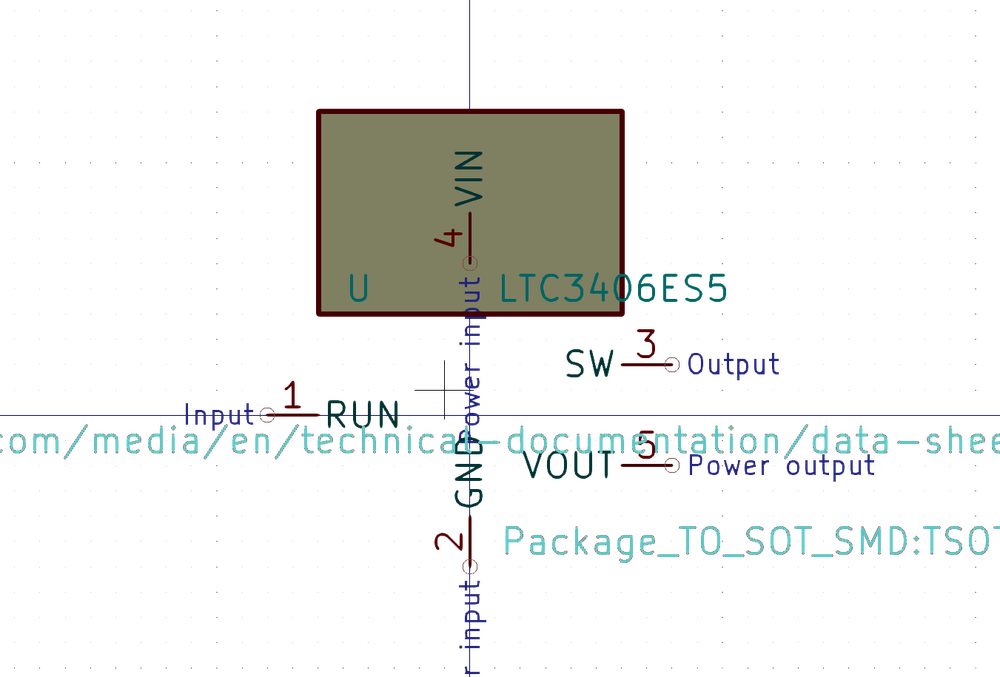 VIN
4
U
LTC3406ES5
Power input
SW
3
Output
Input
1
RUN
com/media/en/technical-documentation/data-shee
GND
VOUT
5
Power output
2
Package_TO_SOT_SMD:TSOT
r input